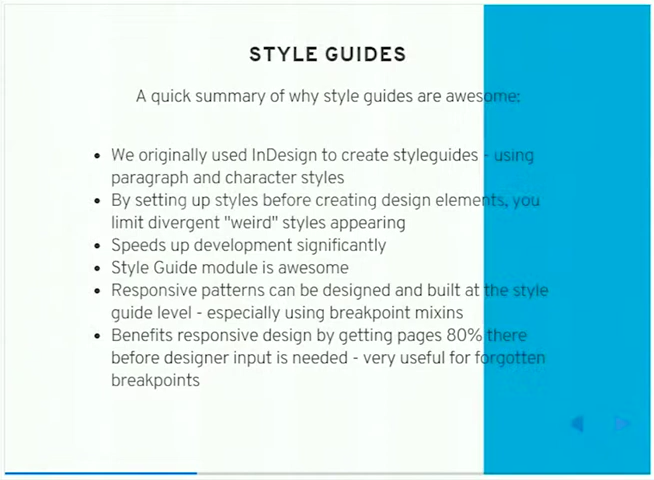 STYLE GUIDES
A quick summary of why style guides are awesome:
• We originally used InDesign to create styleguides - using
paragraph and character styles
• By setting up styles before creating design elements, you
limit divergent "weird" styles appearing
• Speeds up development significantly
• Style Guide module is awesome
• Responsive patterns can be designed and built at the style
guide level - especially using breakpoint mixins
• Benefits responsive design by getting pages 80% there
before designer input is needed - very useful for forgotten
breakpoints